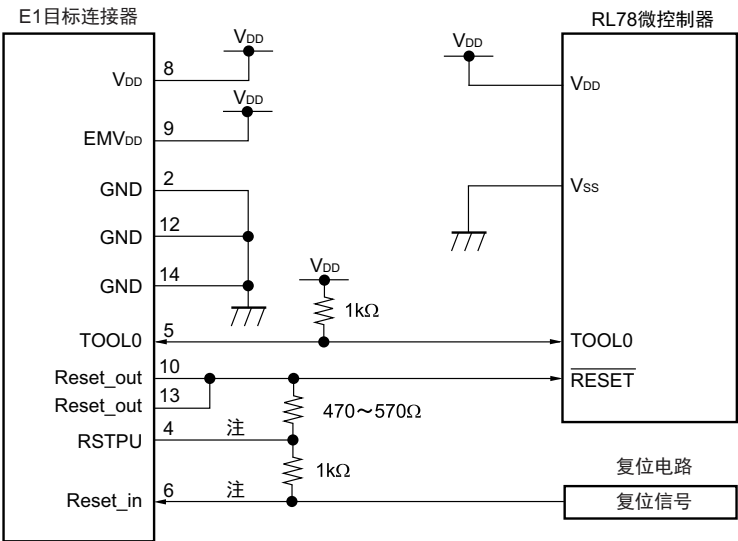 E1目标连接器
RL78微控制器
VDD
VDD
VDD
8
VDD
VDD
9
EMVDD
2
GND
VSS
12
GND
14
GND
VDD
1kΩ
5
TOOL0
TOOL0
10
Reset_out
RESET
13
Reset_out
470～570Ω
4
注
RSTPU
1kΩ
复位电路
6
注
Reset_in
复位信号